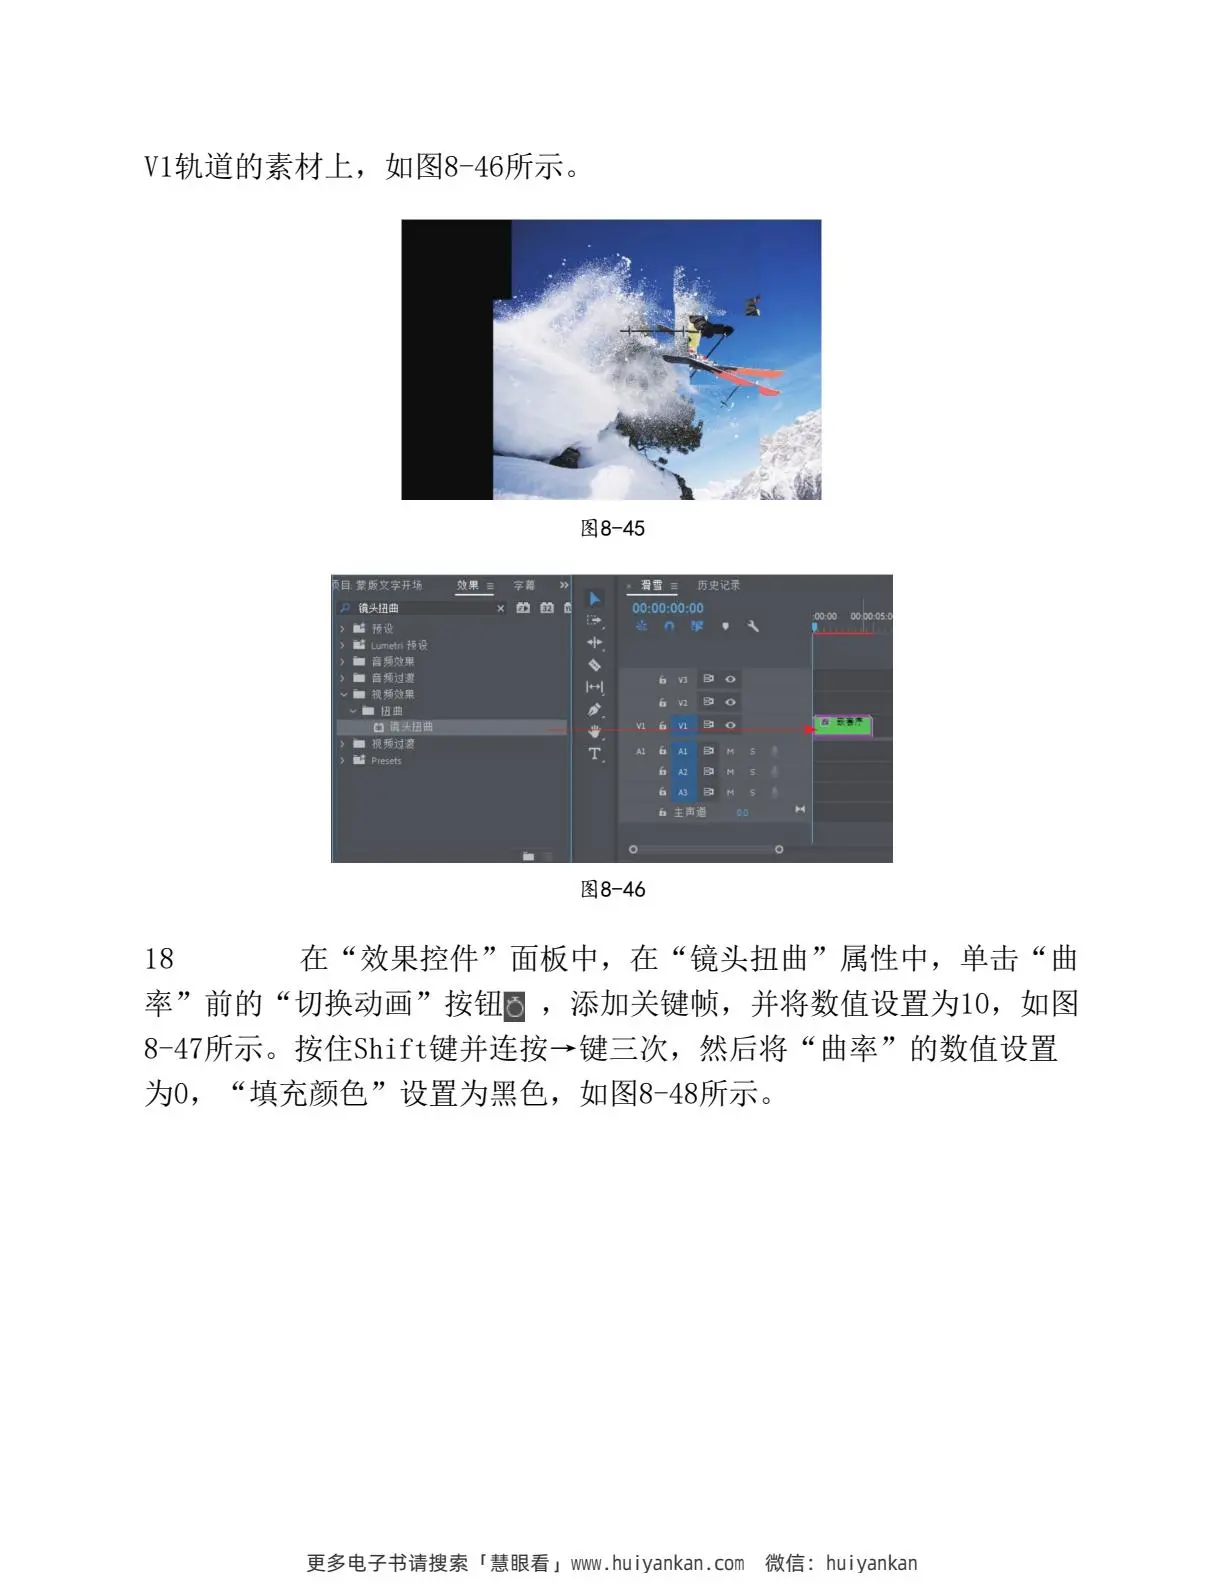 V1轨道的素材上，如图8-46所示。
图8-45
项目: 蒙版文字开场 效果 字幕
镜头扭曲
预设
Lumetri 预设
音频效果
音频过渡
视频效果
扭曲
镜头扭曲
视频过渡
Presets
滑雪 历史记录
00:00:00:00
:00:00 00:00:05:0
V3
V2
V1 V1
A1 A1 M S
A2 M S
A3 M S
主声道 0.0
图8-46
18 在“效果控件”面板中，在“镜头扭曲”属性中，单击“曲
率”前的“切换动画”按钮 ，添加关键帧，并将数值设置为10，如图
8-47所示。按住Shift键并连按→键三次，然后将“曲率”的数值设置
为0，“填充颜色”设置为黑色，如图8-48所示。
更多电子书请搜索「慧眼看」www.huiyankan.com 微信: huiyankan